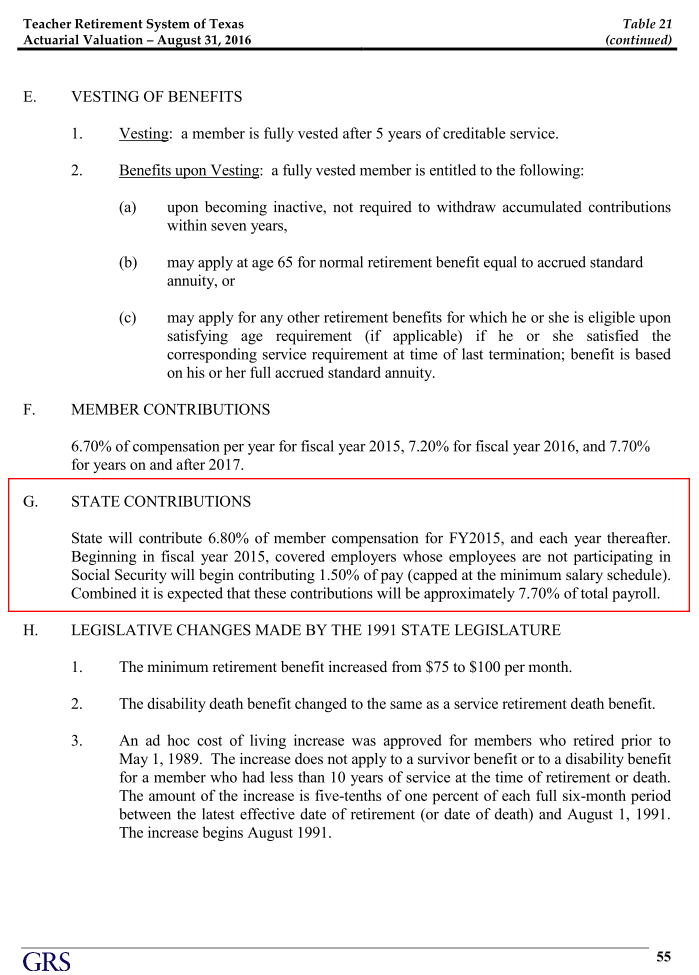 Teacher Retirement System of Texas
Table 21
Actuarial Valuation – August 31, 2016
(continued)
E. VESTING OF BENEFITS
1. Vesting: a member is fully vested after 5 years of creditable service.
2. Benefits upon Vesting: a fully vested member is entitled to the following:
(a) upon becoming inactive, not required to withdraw accumulated contributions
within seven years,
(b) may apply at age 65 for normal retirement benefit equal to accrued standard
annuity, or
(c) may apply for any other retirement benefits for which he or she is eligible upon
satisfying age requirement (if applicable) if he or she satisfied the
corresponding service requirement at time of last termination; benefit is based
on his or her full accrued standard annuity.
F. MEMBER CONTRIBUTIONS
6.70% of compensation per year for fiscal year 2015, 7.20% for fiscal year 2016, and 7.70%
for years on and after 2017.
G. STATE CONTRIBUTIONS
State will contribute 6.80% of member compensation for FY2015, and each year thereafter.
Beginning in fiscal year 2015, covered employers whose employees are not participating in
Social Security will begin contributing 1.50% of pay (capped at the minimum salary schedule).
Combined it is expected that these contributions will be approximately 7.70% of total payroll.
H. LEGISLATIVE CHANGES MADE BY THE 1991 STATE LEGISLATURE
1. The minimum retirement benefit increased from $75 to $100 per month.
2. The disability death benefit changed to the same as a service retirement death benefit.
3. An ad hoc cost of living increase was approved for members who retired prior to
May 1, 1989. The increase does not apply to a survivor benefit or to a disability benefit
for a member who had less than 10 years of service at the time of retirement or death.
The amount of the increase is five-tenths of one percent of each full six-month period
between the latest effective date of retirement (or date of death) and August 1, 1991.
The increase begins August 1991.
GRS
55